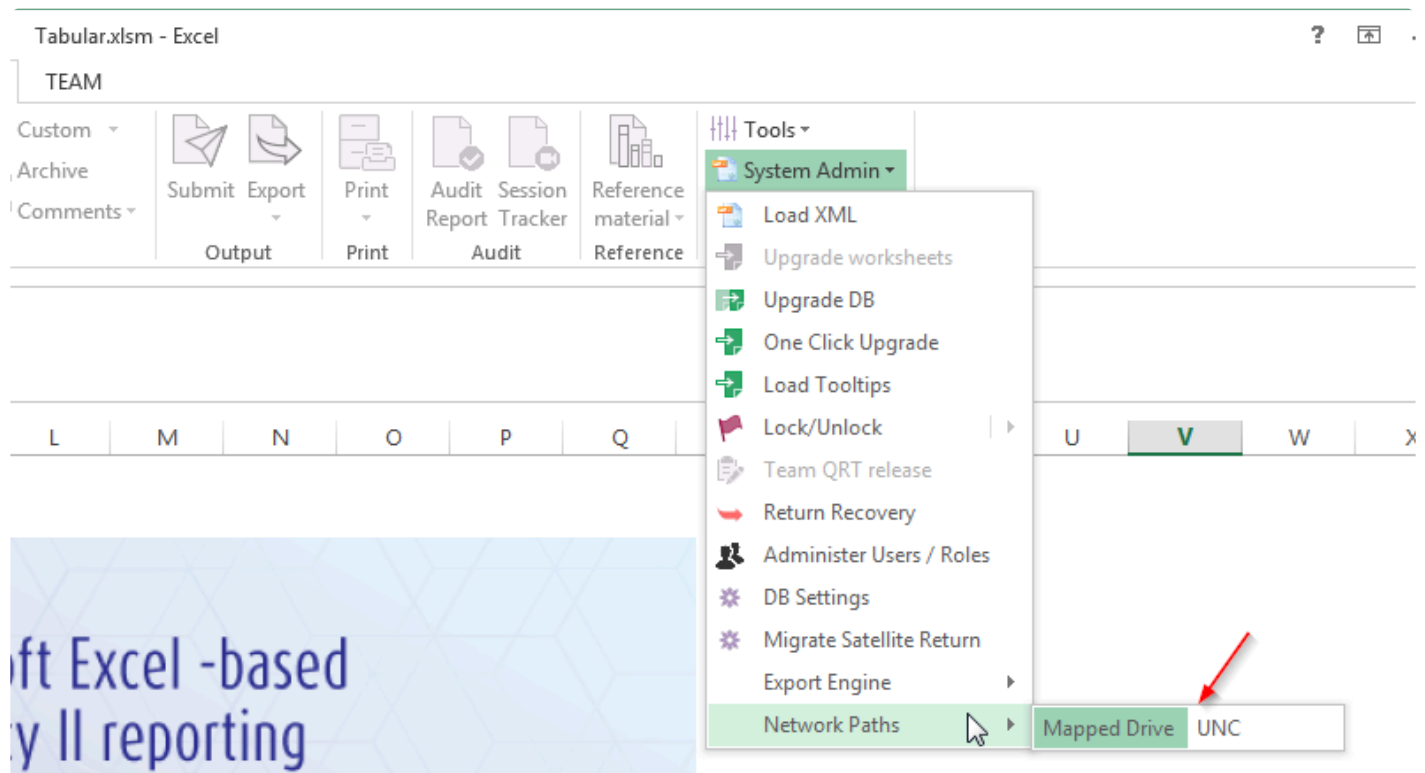 Tabular.xlsm - Excel
?
TEAM
Custom
Archive
Comments
Submit
Export
Output
Print
Print
Audit Report
Session Tracker
Audit
Reference material
Reference
Tools
System Admin
Load XML
Upgrade worksheets
Upgrade DB
One Click Upgrade
Load Tooltips
Lock/Unlock
Team QRT release
Return Recovery
Administer Users / Roles
DB Settings
Migrate Satellite Return
Export Engine
Network Paths
Mapped Drive UNC
L M N O P Q U V W X
ft Excel -based
y II reporting